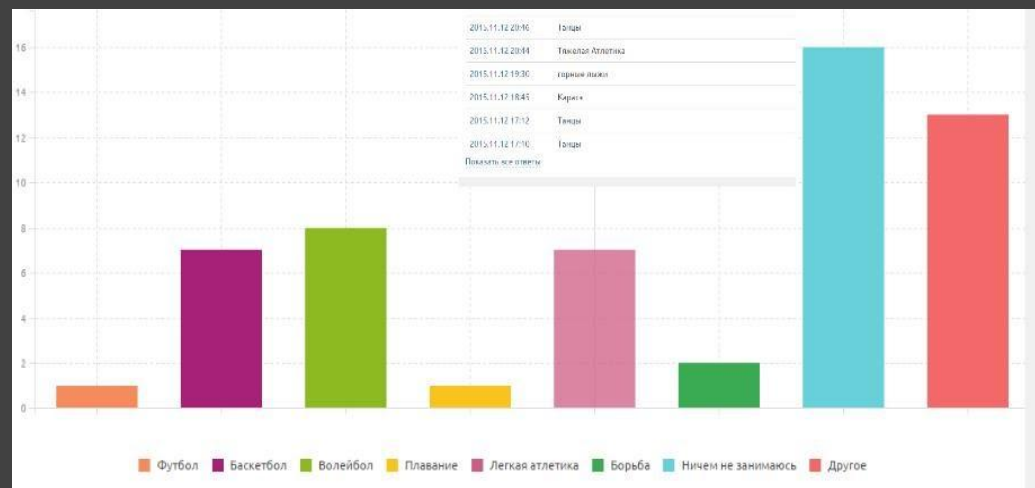 2015.11.12 20:46 Танцы
2015.11.12 20:44 Тяжелая Атлетика
2015.11.12 19:30 горные лыжи
2015.11.12 18:45 Каратэ
2015.11.12 17:12 Танцы
2015.11.12 17:10 Танцы
Показать все ответы
16
14
12
10
8
6
4
2
0
Футбол Баскетбол Волейбол Плавание Легкая атлетика Борьба Ничем не занимаюсь Другое